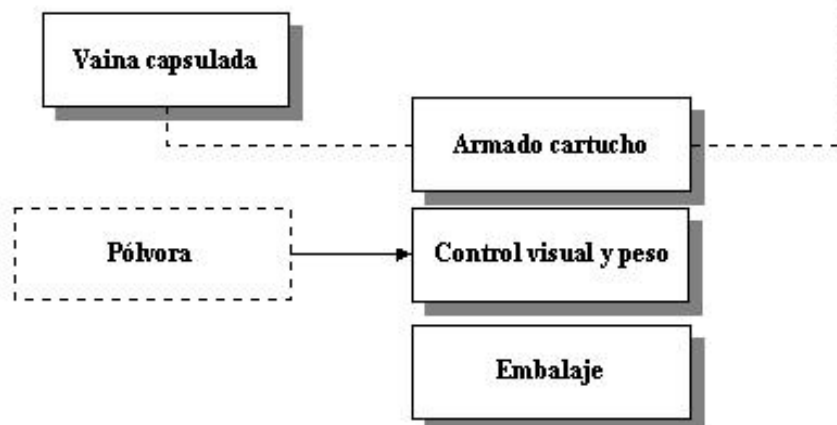 Vaina capsulada
Armado cartucho
Pólvora
Control visual y peso
Embalaje